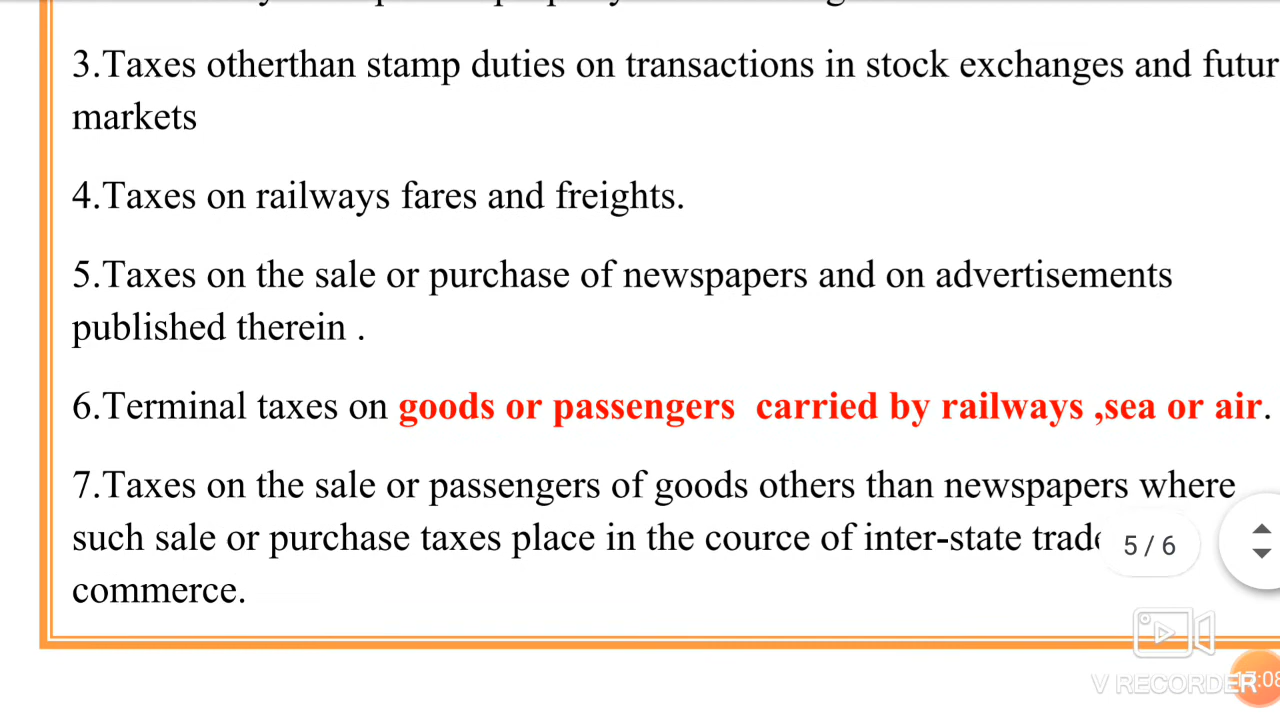 3.Taxes otherthan stamp duties on transactions in stock exchanges and futur
markets
4.Taxes on railways fares and freights.
5.Taxes on the sale or purchase of newspapers and on advertisements
published therein .
6.Terminal taxes on goods or passengers carried by railways ,sea or air.
7.Taxes on the sale or passengers of goods others than newspapers where
such sale or purchase taxes place in the cource of inter-state trade
commerce.
5 / 6
V RECORDER
17:08